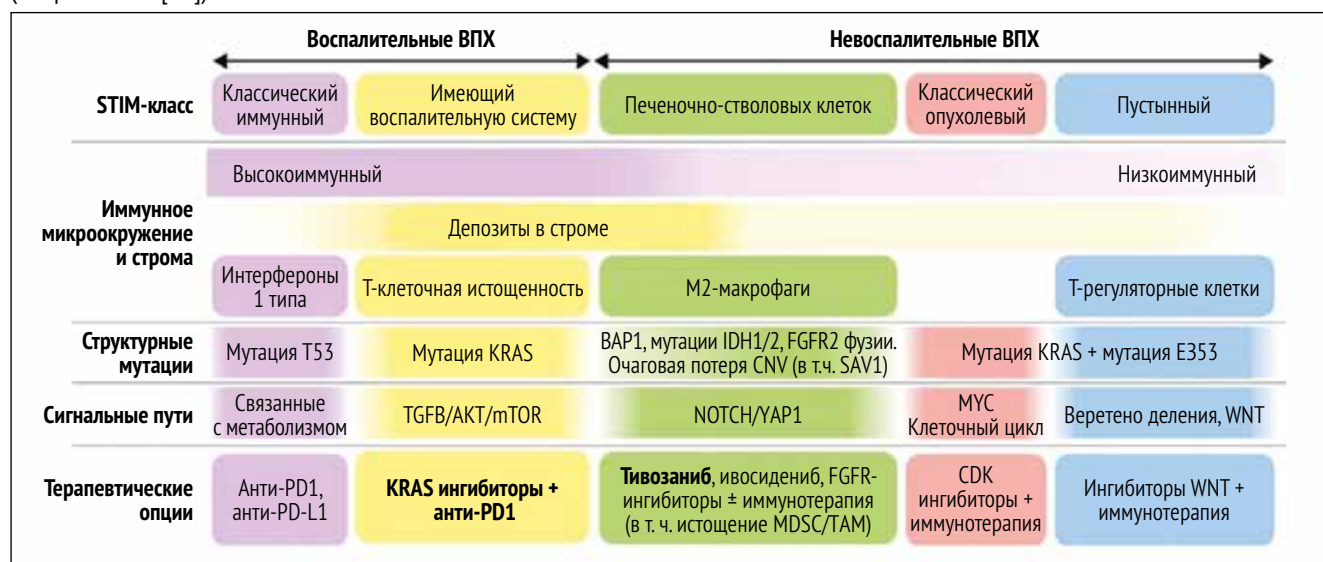 Воспалительные ВПХ
Невоспалительные ВПХ
STIM-класс
Классический
иммунный
Имеющий
воспалительную систему
Печеночно-стволовых клеток
Классический
опухолевый
Пустынный
Иммунное
микроокружение
и строма
Высокоиммунный
Низкоиммунный
Депозиты в строме
Интерфероны
1 типа
Т-клеточная истощенность
М2-макрофаги
Т-регуляторные клетки
Структурные
мутации
Мутация T53
Мутация KRAS
BAP1, мутации IDH1/2, FGFR2 фузии.
Очаговая потеря CNV (в т.ч. SAV1)
Мутация KRAS + мутация E353
Сигнальные пути
Связанные
с метаболизмом
TGFB/AKT/mTOR
NOTCH/YAP1
MYC
Клеточный цикл
Веретено деления, WNT
Терапевтические
опции
Анти-PD1,
анти-PD-L1
KRAS ингибиторы +
анти-PD1
Тивозаниб, ивосидениб, FGFR-
ингибиторы ± иммунотерапия
(в т. ч. истощение MDSC/TAM)
CDK
ингибиторы +
иммунотерапия
Ингибиторы WNT +
иммунотерапия